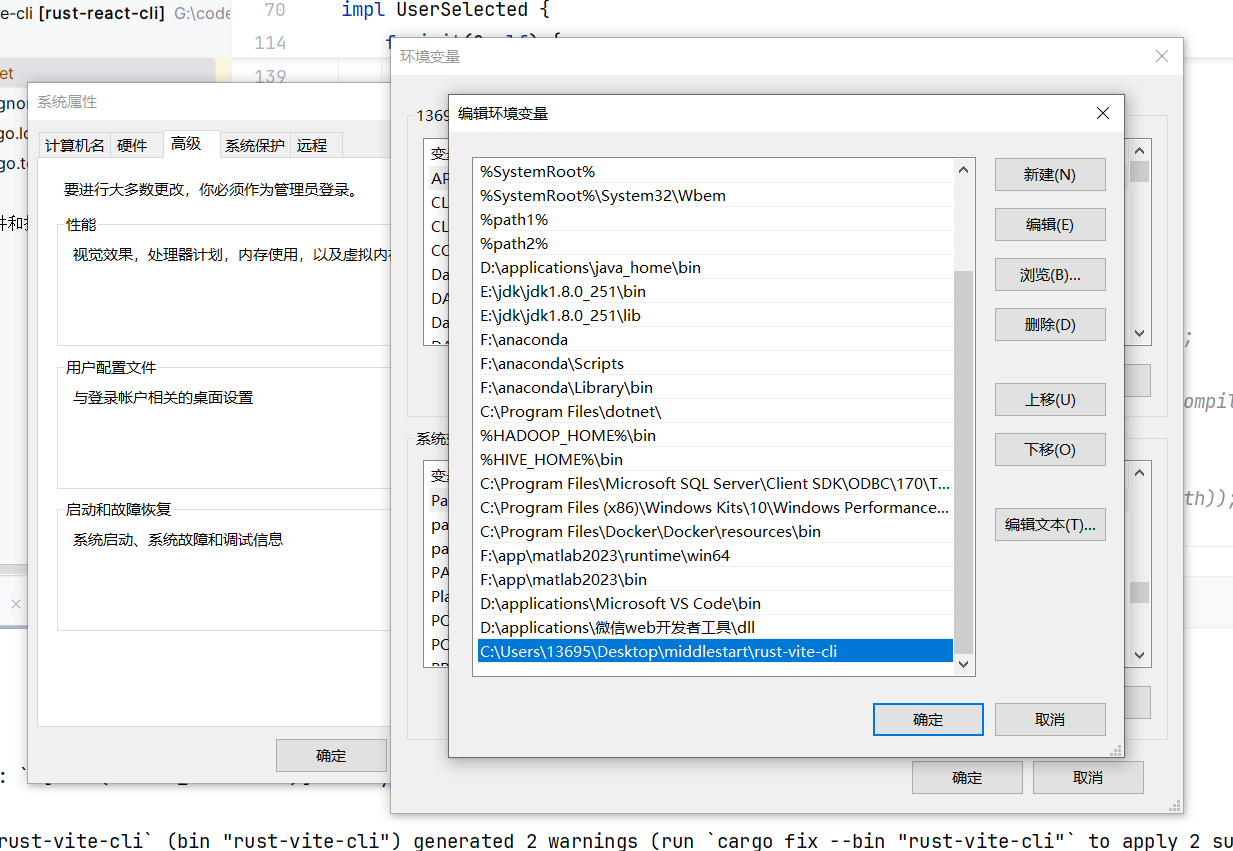 e-cli [rust-react-cli] G:\code
70 impl UserSelected {
114
139
et
系统属性
计算机名 硬件 高级 系统保护 远程
要进行大多数更改，你必须作为管理员登录。
性能
视觉效果，处理器计划，内存使用，以及虚拟内存
用户配置文件
与登录帐户相关的桌面设置
启动和故障恢复
系统启动、系统故障和调试信息
确定
环境变量
1369
变量
CL
CL
Da
DA
Da
系统变
变量
Pa
pa
pa
PA
Pla
PC
PC
确定
取消
编辑环境变量
%SystemRoot%
%SystemRoot%\System32\Wbem
%path1%
%path2%
D:\applications\java_home\bin
E:\jdk\jdk1.8.0_251\bin
E:\jdk\jdk1.8.0_251\lib
F:\anaconda
F:\anaconda\Scripts
F:\anaconda\Library\bin
C:\Program Files\dotnet\
%HADOOP_HOME%\bin
%HIVE_HOME%\bin
C:\Program Files\Microsoft SQL Server\Client SDK\ODBC\170\T...
C:\Program Files (x86)\Windows Kits\10\Windows Performance...
C:\Program Files\Docker\Docker\resources\bin
F:\app\matlab2023\runtime\win64
F:\app\matlab2023\bin
D:\applications\Microsoft VS Code\bin
D:\applications\微信web开发者工具\dll
C:\Users\13695\Desktop\middlestart\rust-vite-cli
新建(N)
编辑(E)
浏览(B)...
删除(D)
上移(U)
下移(O)
编辑文本(T)...
确定
取消
;
ompil
th));
rust-vite-cli` (bin "rust-vite-cli") generated 2 warnings (run `cargo fix --bin "rust-vite-cli"` to apply 2 su